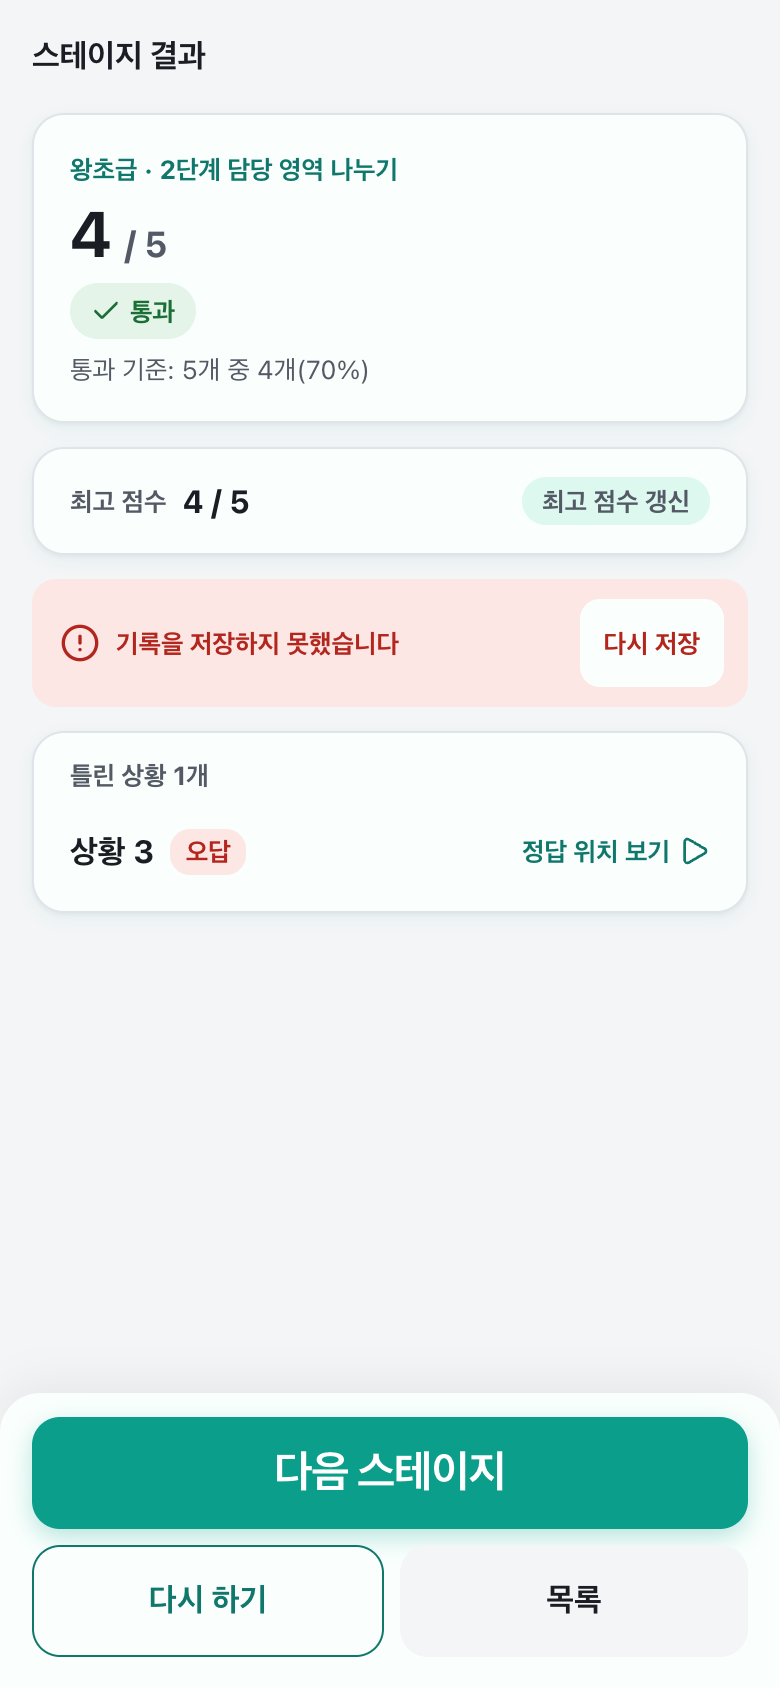 스테이지 결과
왕초급 · 2단계 담당 영역 나누기
4 / 5
통과
통과 기준: 5개 중 4개(70%)
최고 점수 4 / 5 최고 점수 갱신
기록을 저장하지 못했습니다 다시 저장
틀린 상황 1개
상황 3 오답 정답 위치 보기
다음 스테이지
다시 하기 목록